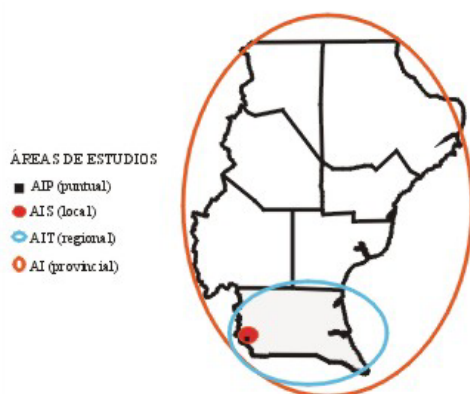 ÁREAS DE ESTUDIOS
AIP (puntual)
AIS (local)
AIT (regional)
AI (provincial)